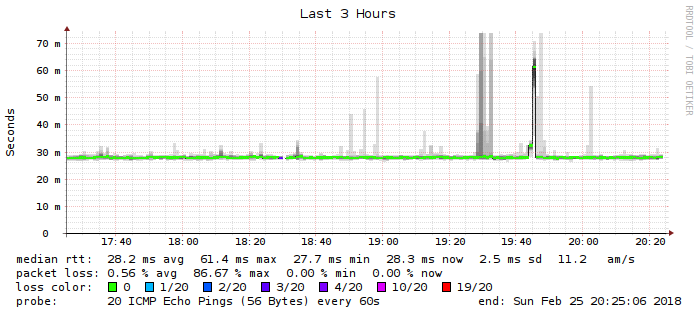 Last 3 Hours
RRDTOOL / TOBI OETIKER
Seconds
70 m
60 m
50 m
40 m
30 m
20 m
10 m
0
17:40 18:00 18:20 18:40 19:00 19:20 19:40 20:00 20:20
median rtt: 28.2 ms avg 61.4 ms max 27.7 ms min 28.3 ms now 2.5 ms sd 11.2 am/s
packet loss: 0.56 % avg 86.67 % max 0.00 % min 0.00 % now
loss color: 0 1/20 2/20 3/20 4/20 10/20 19/20
probe: 20 ICMP Echo Pings (56 Bytes) every 60s end: Sun Feb 25 20:25:06 2018